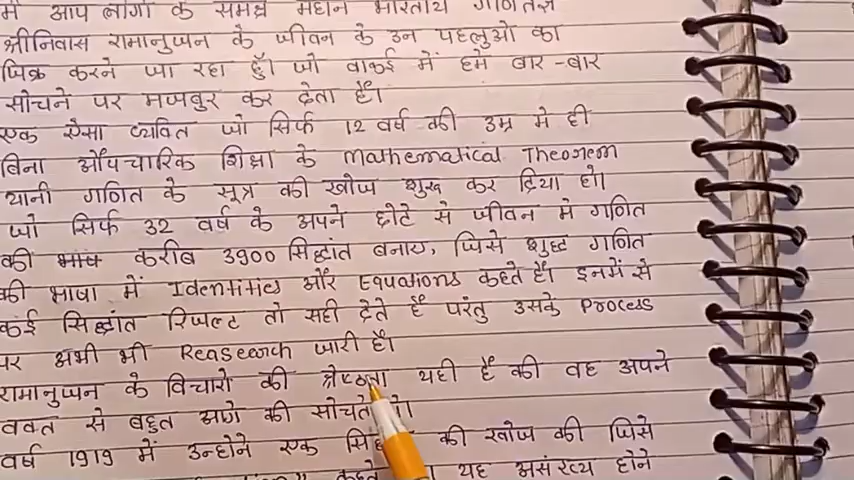 में आप लोगों के समक्ष महान भारतीय गणितज्ञ
श्रीनिवास रामानुजन के जीवन के उन पहलुओं का
जिक्र करने जा रहा हूँ। जो वाकई में हमे बार-बार
सोचने पर मजबुर कर देता हैं।
एक ऐसा व्यक्ति जो सिर्फ 12 वर्ष की उम्र मे ही
बिना औपचारिक शिक्षा के Mathematical Theorem
यानी गणित के सूत्र की खोज शुरू कर दिया हो।
जो सिर्फ 32 वर्ष के अपने छोटे से जीवन मे गणित
की भाष करीब 3900 सिद्धांत बनाए, जिसे शुद्ध गणित
की भाषा में Identities और Equations कहते हैं। इनमें से
कई सिद्धांत रिजल्ट तो सही देते हैं परंतु उसके Process
पर अभी भी Reasearch जारी हैं।
रामानुजन के विचारो की श्रेष्ठता यही हैं की वह अपने
वक्त से बहुत आगे की सोचते
वर्ष 1919 में उन्होने एक की खोज की जिसे
कहते यह असंख्य होने